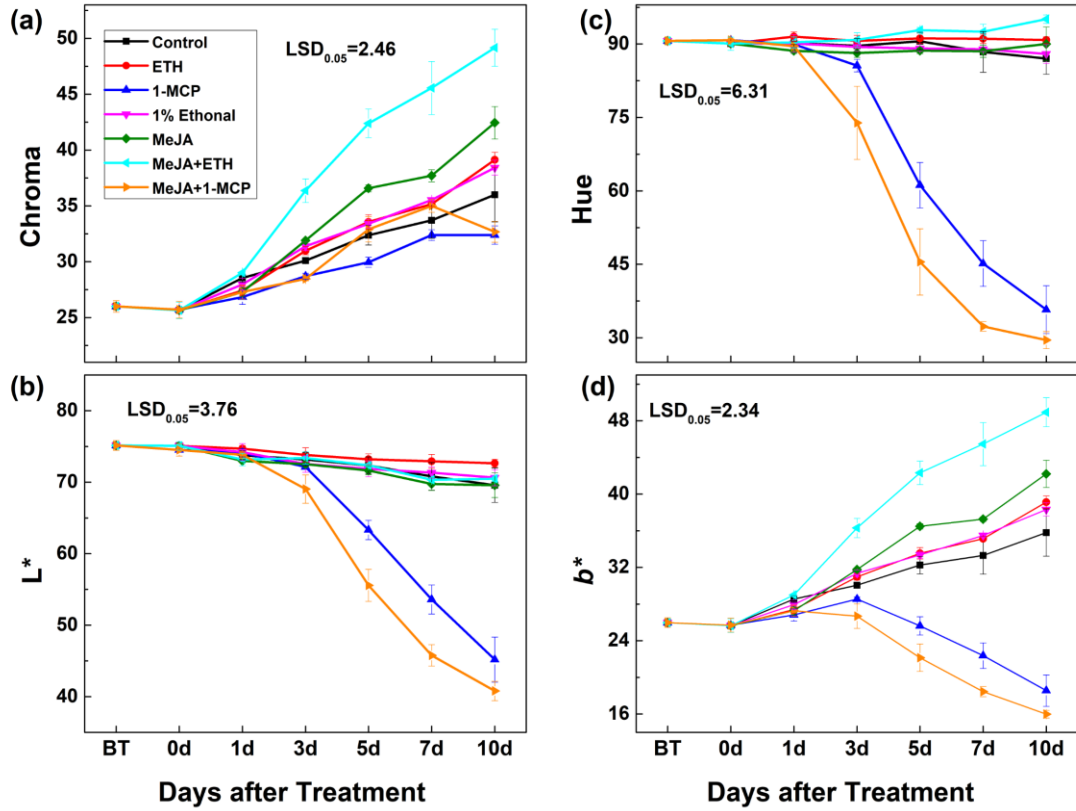 (a)
Chroma
50
45
40
35
30
25
Control
ETH
1-MCP
1% Ethonal
MeJA
MeJA+ETH
MeJA+1-MCP
LSD0.05=2.46
(c)
Hue
90
75
60
45
30
LSD0.05=6.31
(b)
L*
80
70
60
50
40
LSD0.05=3.76
BT 0d 1d 3d 5d 7d 10d
Days after Treatment
(d)
b*
48
40
32
24
16
LSD0.05=2.34
BT 0d 1d 3d 5d 7d 10d
Days after Treatment